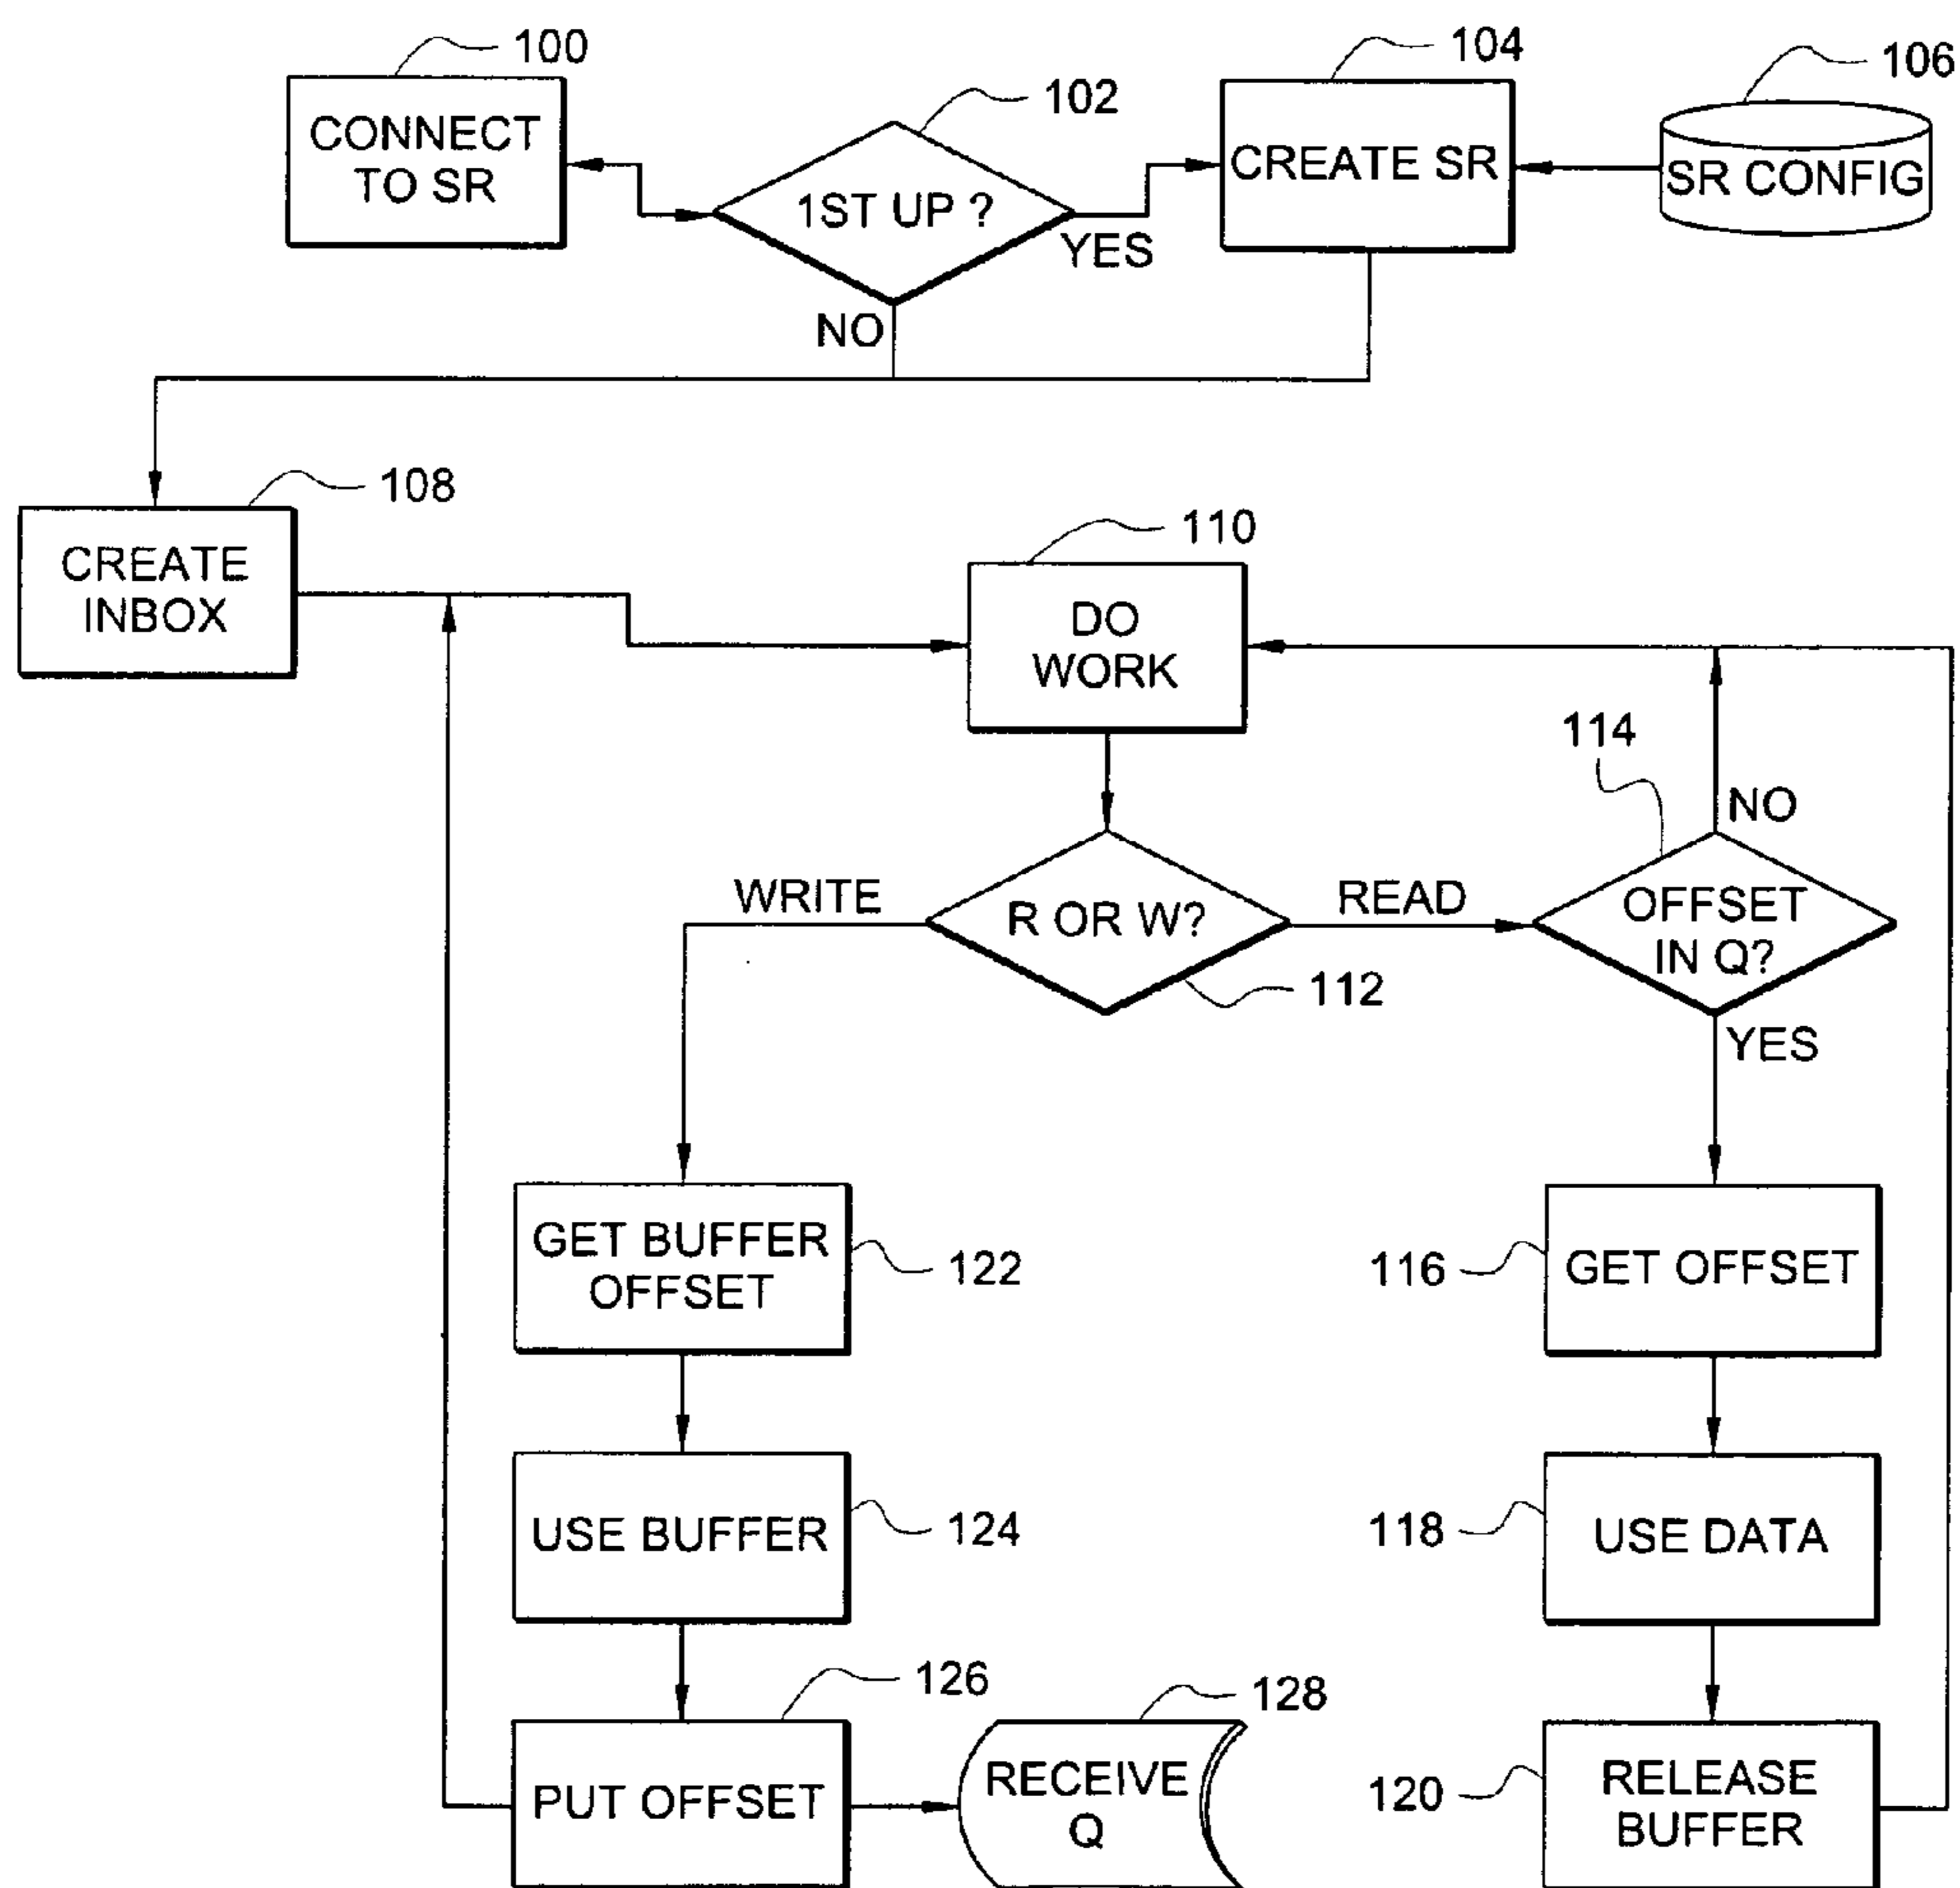 100
102
104
106
CONNECT
TO SR
1ST UP ?
YES
NO
CREATE SR
SR CONFIG
108
CREATE
INBOX
110
DO
WORK
114
NO
WRITE
R OR W?
READ
112
OFFSET
IN Q?
YES
GET BUFFER
OFFSET
122
116
GET OFFSET
USE BUFFER
124
118
USE DATA
126
PUT OFFSET
128
RECEIVE
Q
120
RELEASE
BUFFER